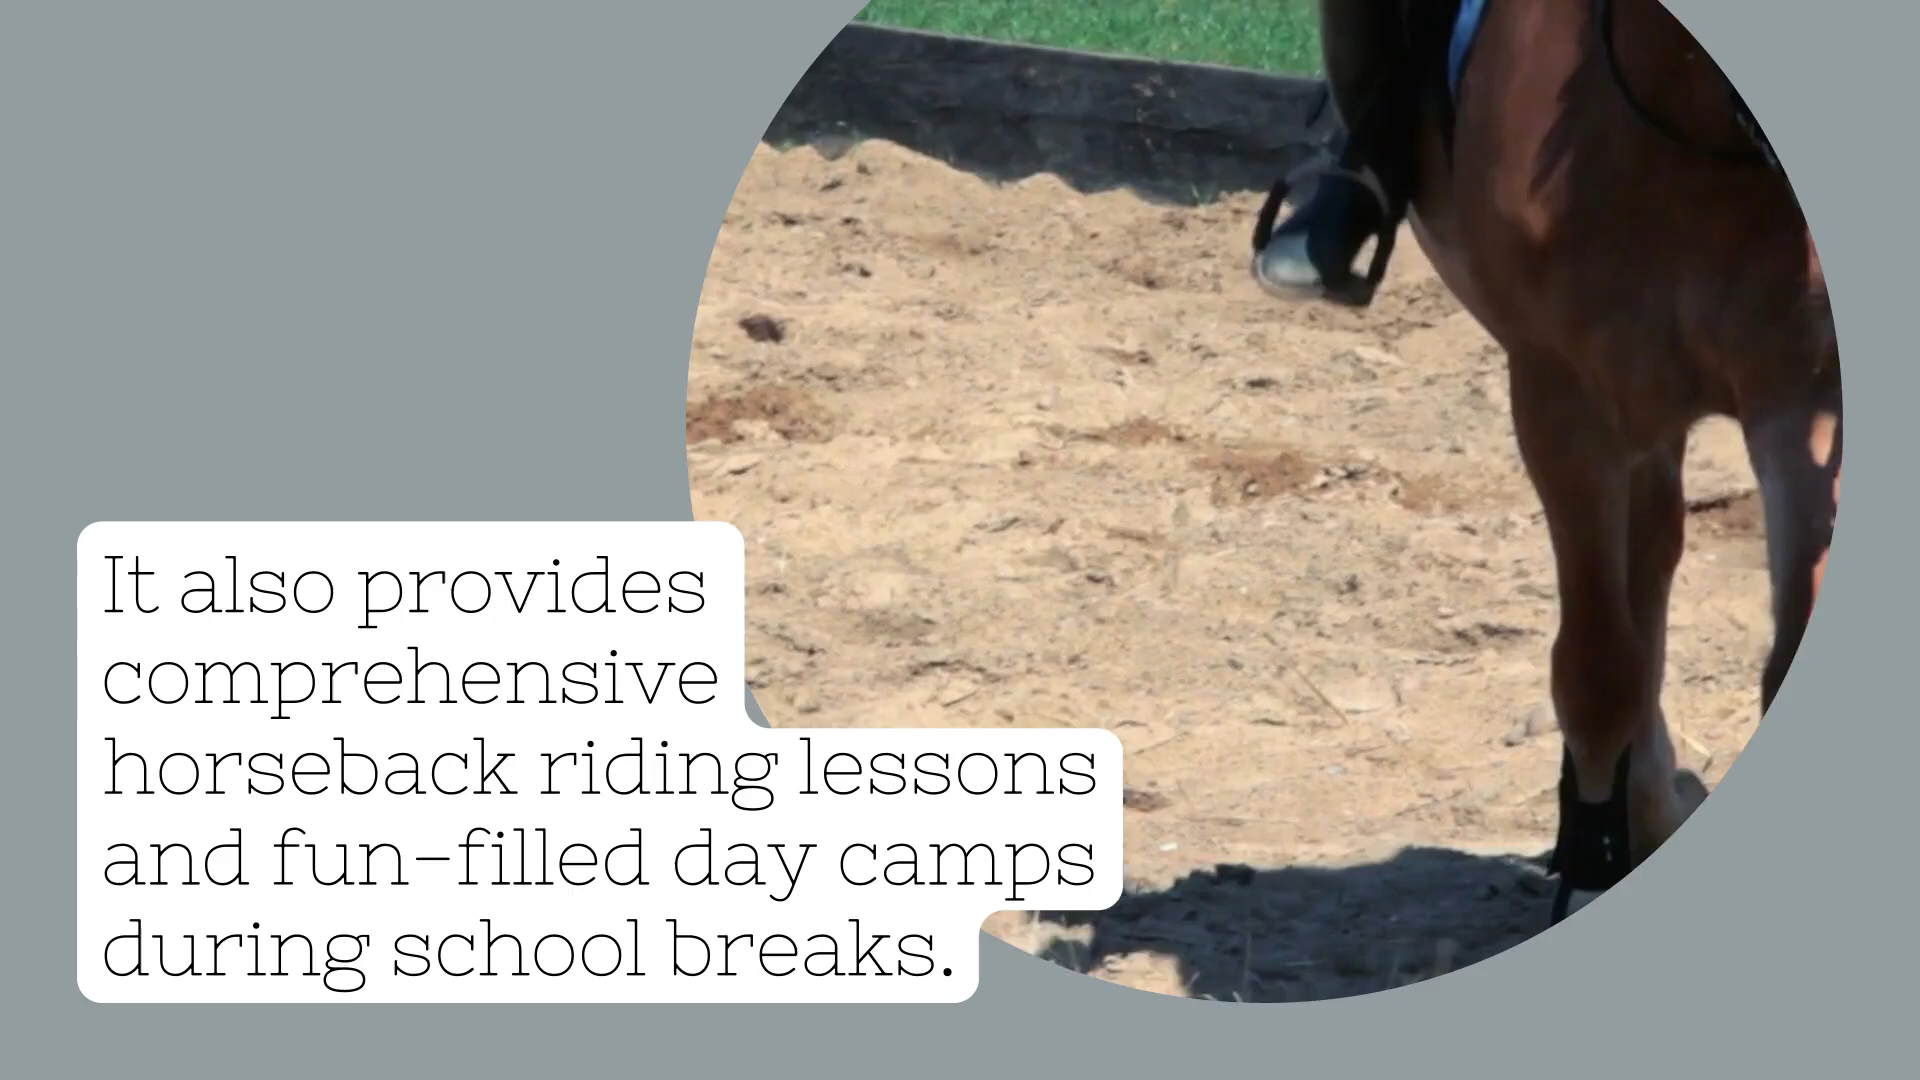 It also provides
comprehensive
horseback riding lessons
and fun-filled day camps
during school breaks.